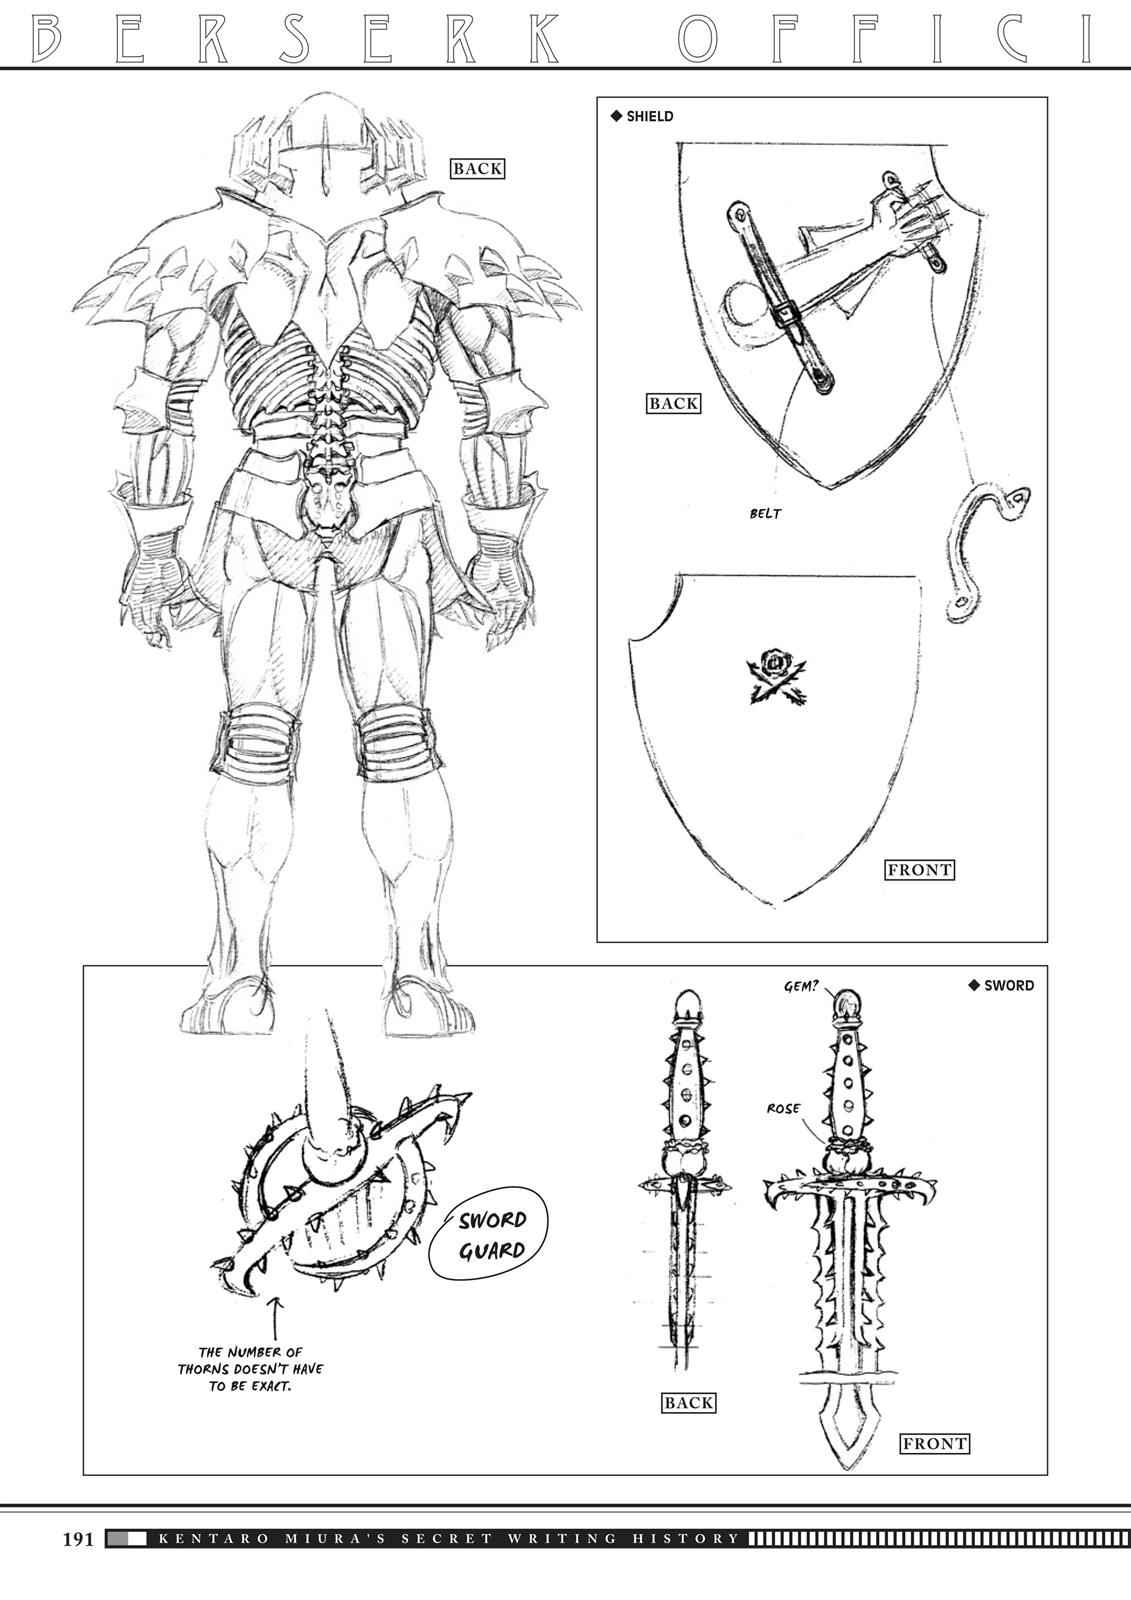 BERSERK OFFICI
BACK
◆ SHIELD
BACK
BELT
FRONT
◆ SWORD
GEM?
ROSE
SWORD
GUARD
THE NUMBER OF
THORNS DOESN'T HAVE
TO BE EXACT.
BACK
FRONT
191 KENTARO MIURA'S SECRET WRITING HISTORY